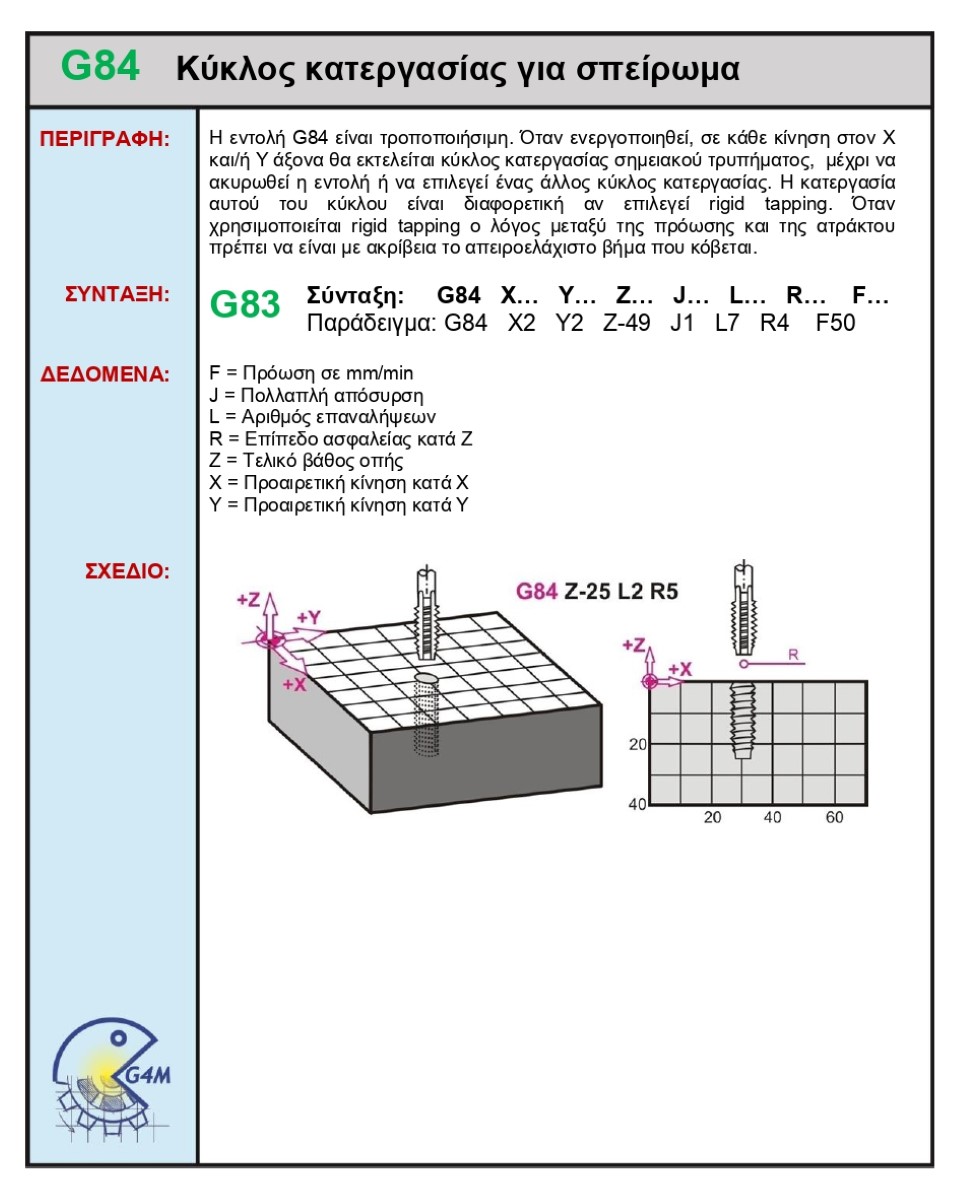 G84 Κύκλος κατεργασίας για σπείρωμα
ΠΕΡΙΓΡΑΦΗ:
Η εντολή G84 είναι τροποποιήσιμη. Όταν ενεργοποιηθεί, σε κάθε κίνηση στον Χ
και/ή Υ άξονα θα εκτελείται κύκλος κατεργασίας σημειακού τρυπήματος, μέχρι να
ακυρωθεί η εντολή ή να επιλεγεί ένας άλλος κύκλος κατεργασίας. Η κατεργασία
αυτού του κύκλου είναι διαφορετική αν επιλεγεί rigid tapping. Όταν
χρησιμοποιείται rigid tapping ο λόγος μεταξύ της πρόωσης και της ατράκτου
πρέπει να είναι με ακρίβεια το απειροελάχιστο βήμα που κόβεται.
ΣΥΝΤΑΞΗ:
G83
Σύνταξη: G84 X… Y… Z… J… L… R… F…
Παράδειγμα: G84 X2 Y2 Z-49 J1 L7 R4 F50
ΔΕΔΟΜΕΝΑ:
F = Πρόωση σε mm/min
J = Πολλαπλή απόσυρση
L = Αριθμός επαναλήψεων
R = Επίπεδο ασφαλείας κατά Z
Z = Τελικό βάθος οπής
X = Προαιρετική κίνηση κατά X
Y = Προαιρετική κίνηση κατά Y
ΣΧΕΔΙΟ:
G84 Z-25 L2 R5
+Z
+Y
+X
+Z
+X
R
20
40
20 40 60
G4M